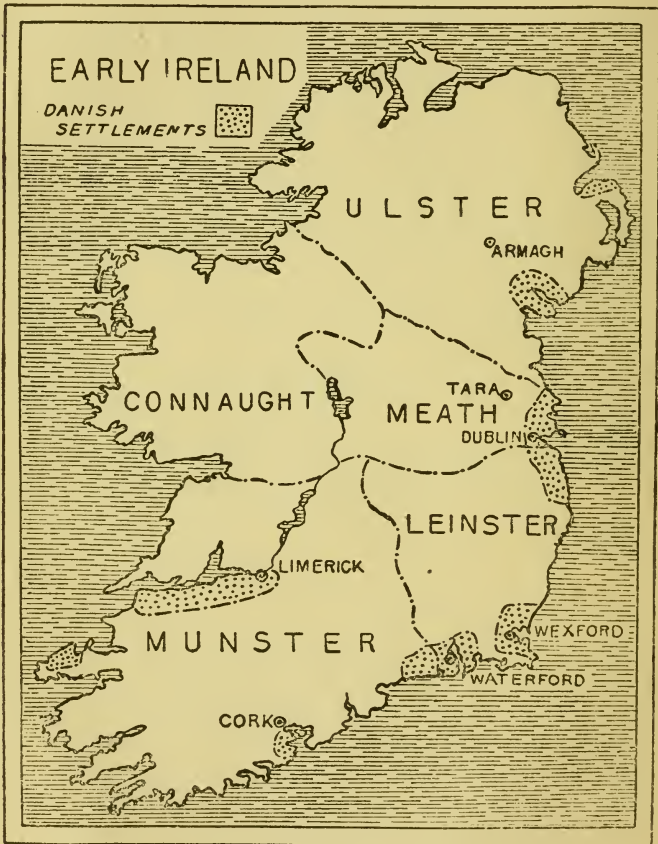 EARLY IRELAND
DANISH
SETTLEMENTS
ULSTER
ARMAGH
TARA
CONNAUGHT
MEATH
DUBLIN
LEINSTER
LIMERICK
MUNSTER
WEXFORD
WATERFORD
CORK